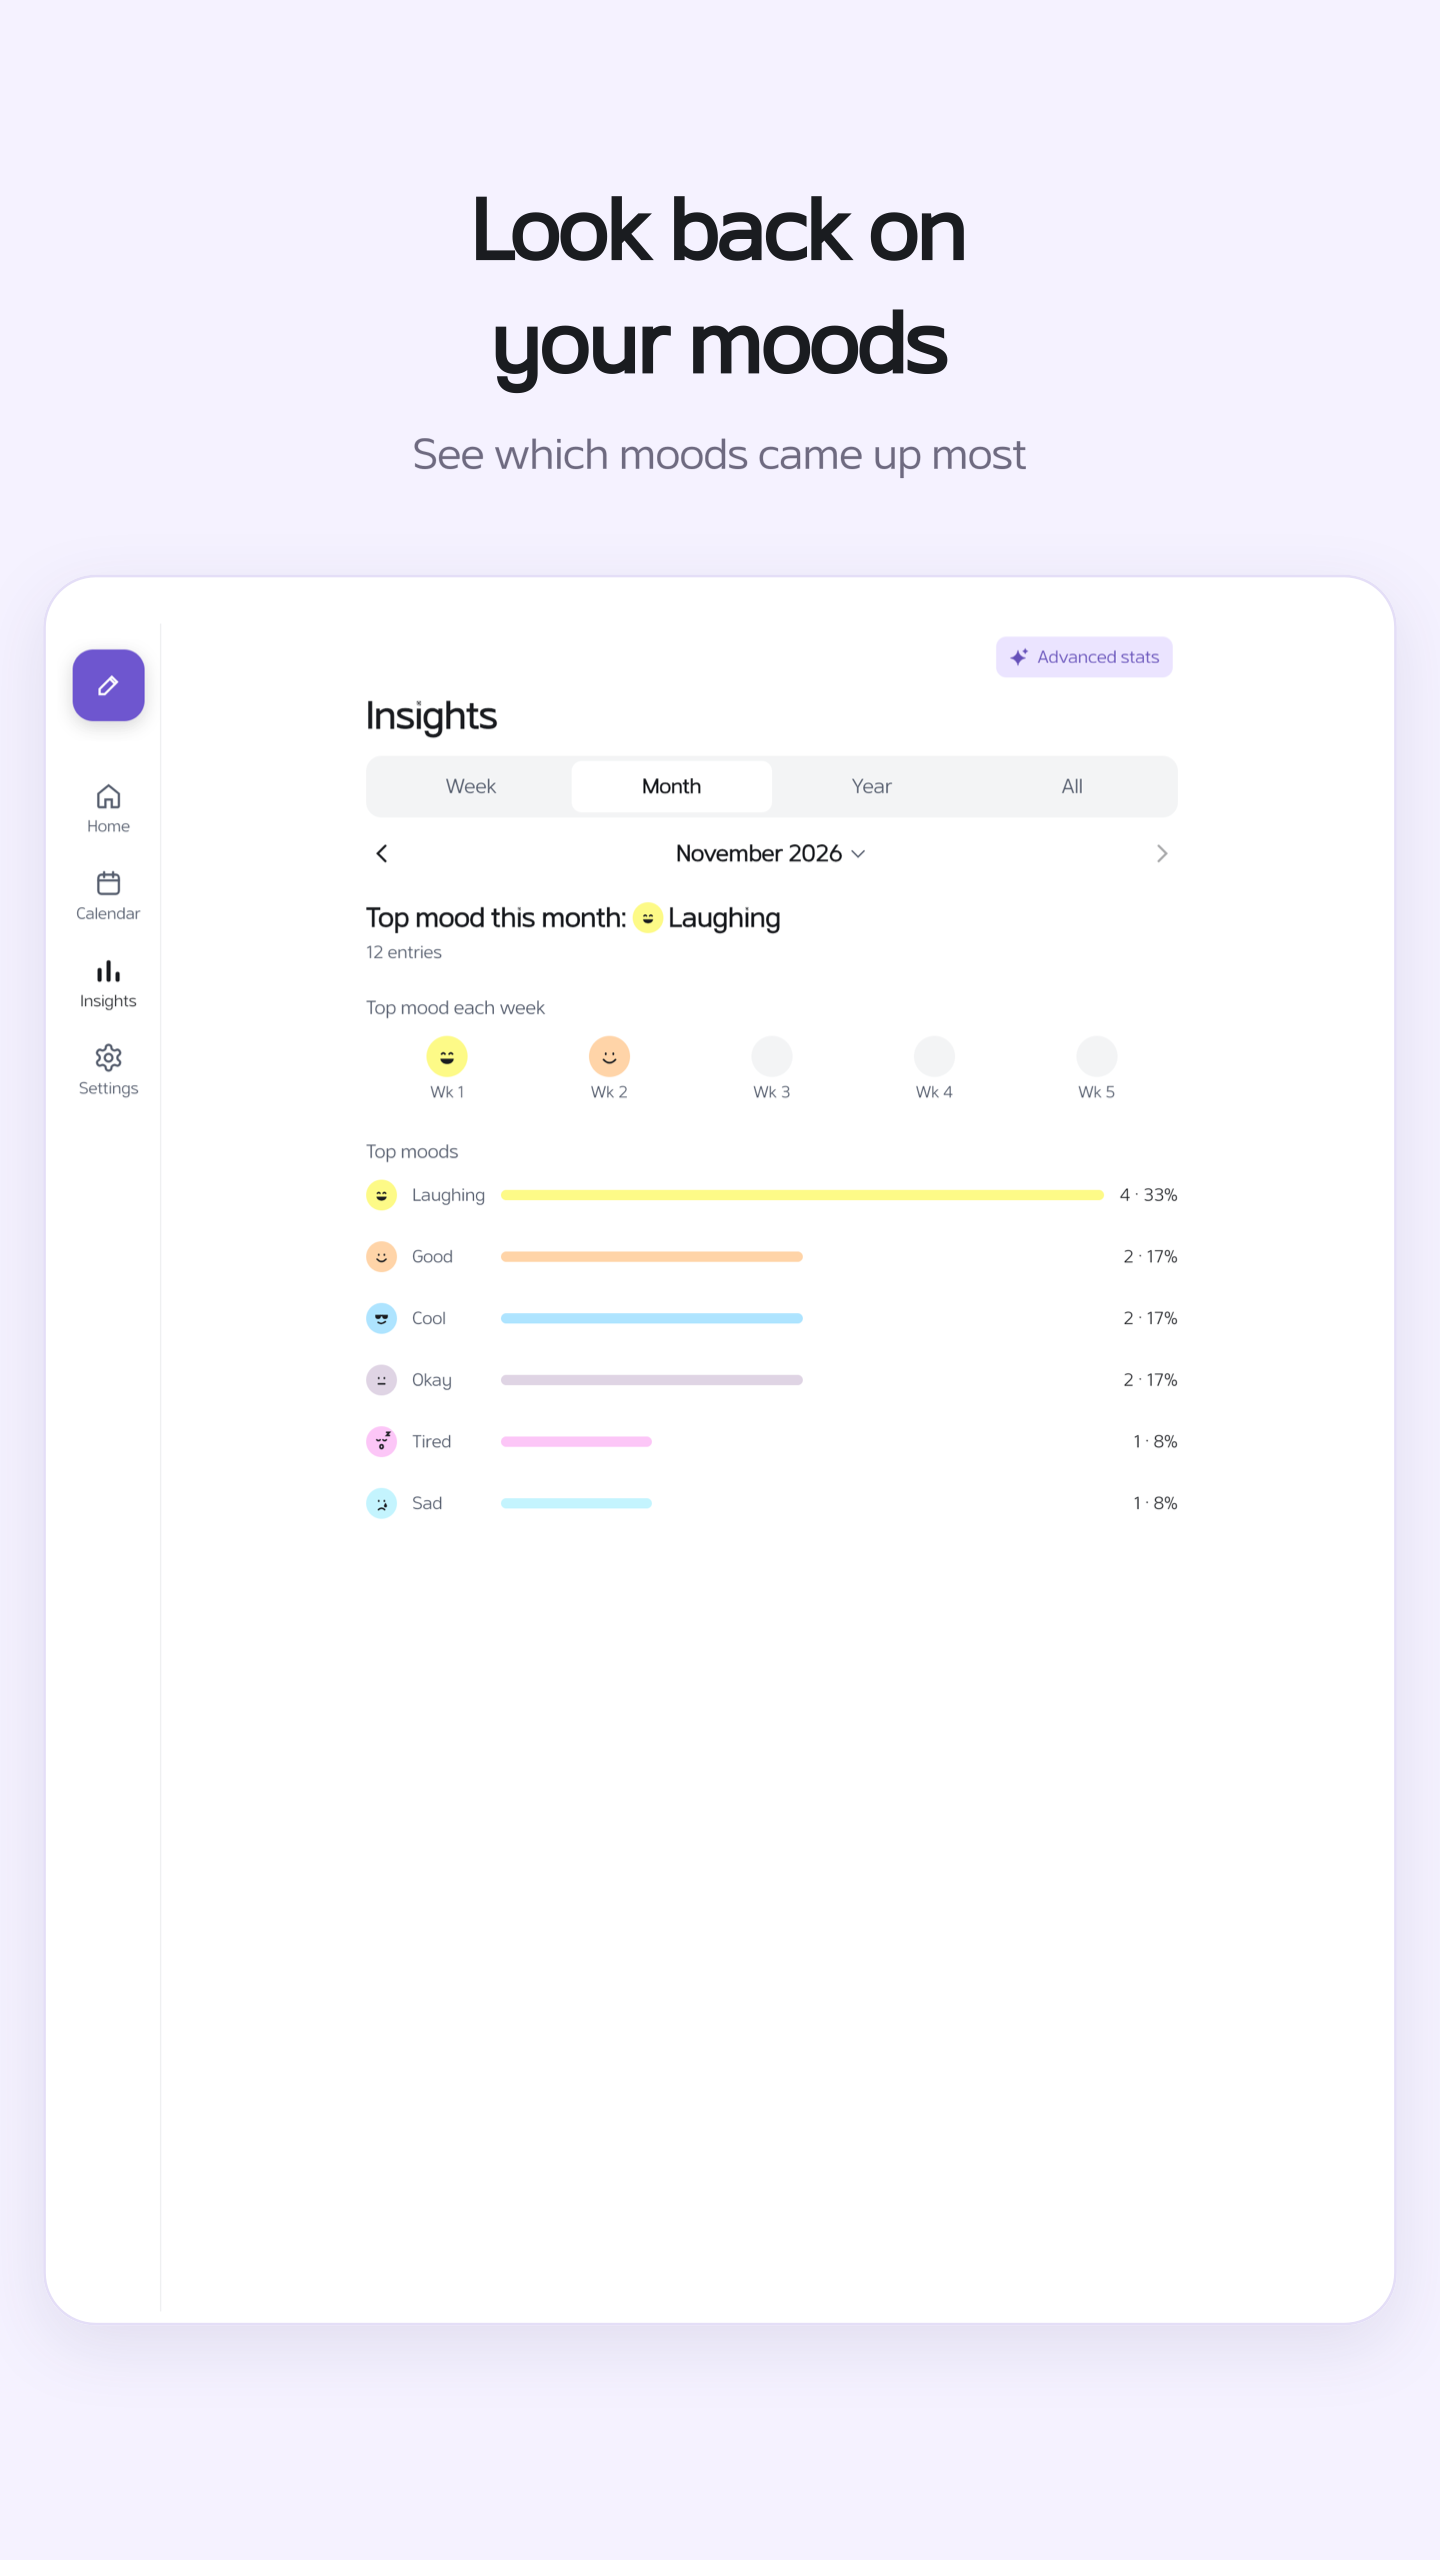 Look back on
your moods
See which moods came up most
Advanced stats
Insights
Week Month Year All
November 2026
Top mood this month: Laughing
12 entries
Top mood each week
Wk 1 Wk 2 Wk 3 Wk 4 Wk 5
Top moods
Laughing 4 · 33%
Good 2 · 17%
Cool 2 · 17%
Okay 2 · 17%
Tired 1 · 8%
Sad 1 · 8%
Home
Calendar
Insights
Settings